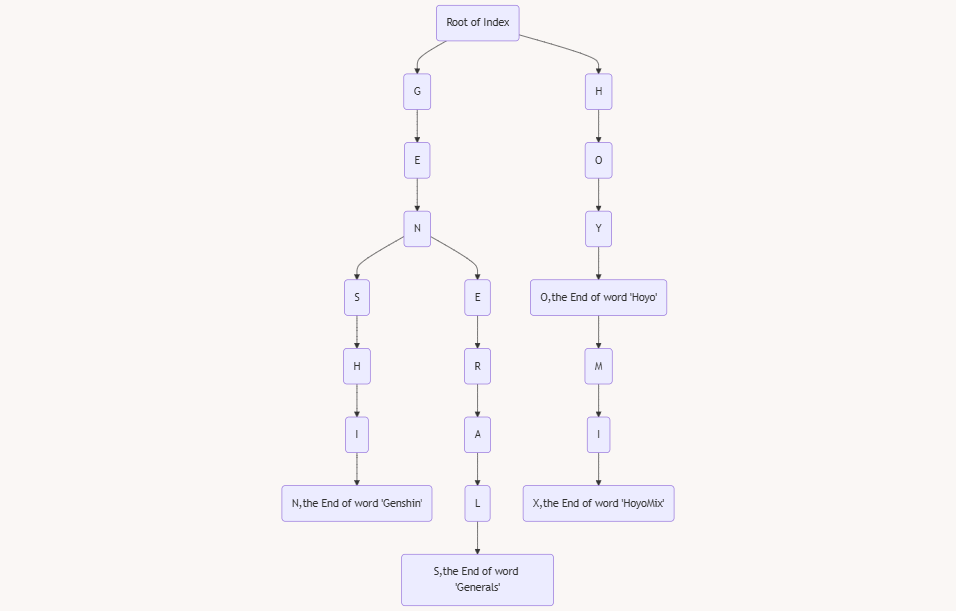 Root of Index
G
H
E
O
N
Y
S
E
O,the End of word 'Hoyo'
H
R
M
I
A
I
N,the End of word 'Genshin'
L
X,the End of word 'HoyoMix'
S,the End of word
'Generals'